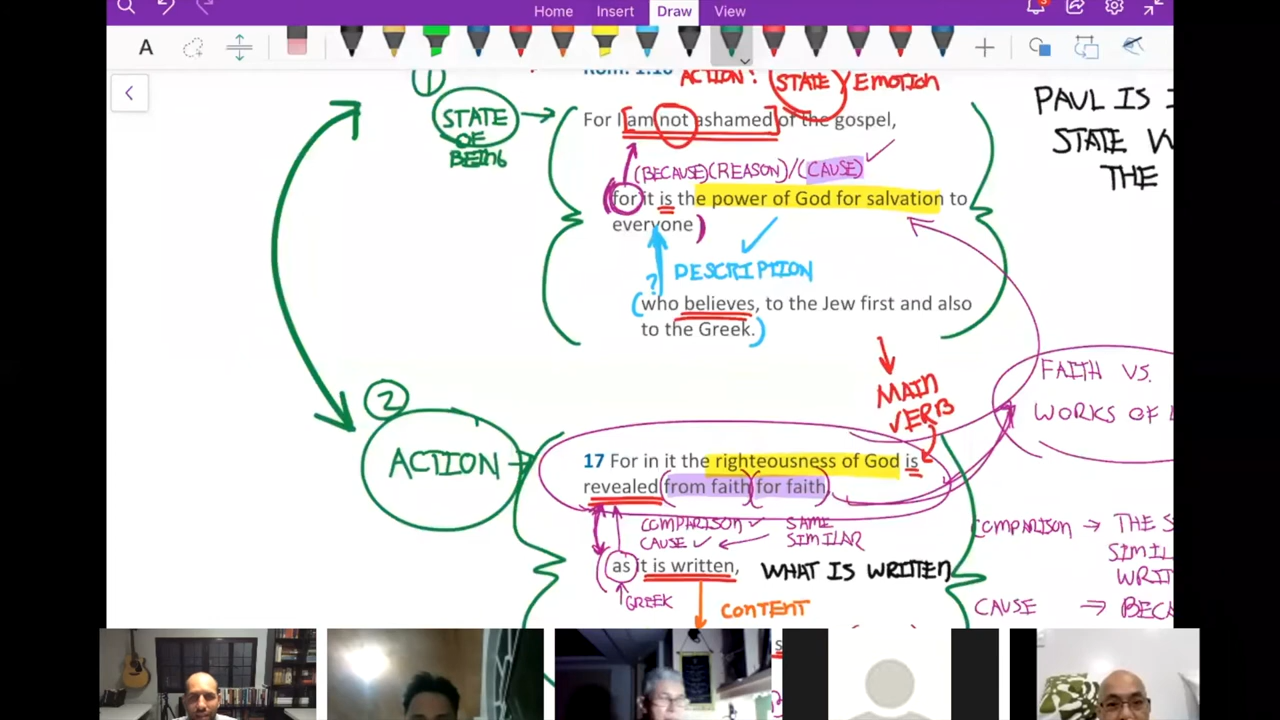 Home Insert Draw View
A
Rom. 1:16 ACTION? STATE / EMOTION
1
STATE OF BEING
For I am not ashamed of the gospel,
(BECAUSE)(REASON)/(CAUSE)
for it is the power of God for salvation to
everyone)
DESCRIPTION
?
(who believes, to the Jew first and also
to the Greek.)
PAUL IS
STATE
THE
MAIN
VERB
FAITH VS.
WORKS OF
2
ACTION
17 For in it the righteousness of God is
revealed (from faith)(for faith)
COMPARISON SAME
CAUSE SIMILAR
as it is written, WHAT IS WRITTEN
GREEK
CONTENT
COMPARISON → THE
SIMIL
WRIT
CAUSE ⇒ BECA